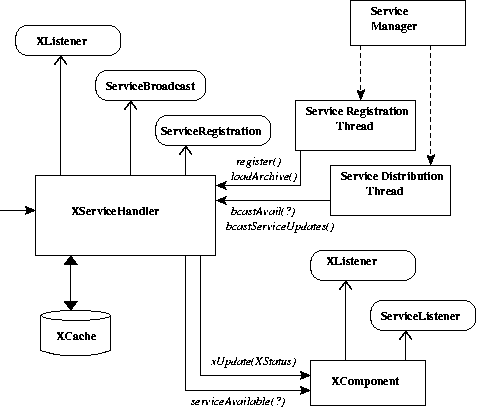 Service
Manager
XListener
ServiceBroadcast
ServiceRegistration
Service Registration
Thread
register()
loadArchive()
Service Distribution
Thread
XServiceHandler
bcastAvail(?)
bcastServiceUpdates()
XListener
ServiceListener
XCache
xUpdate(XStatus)
XComponent
serviceAvailable(?)